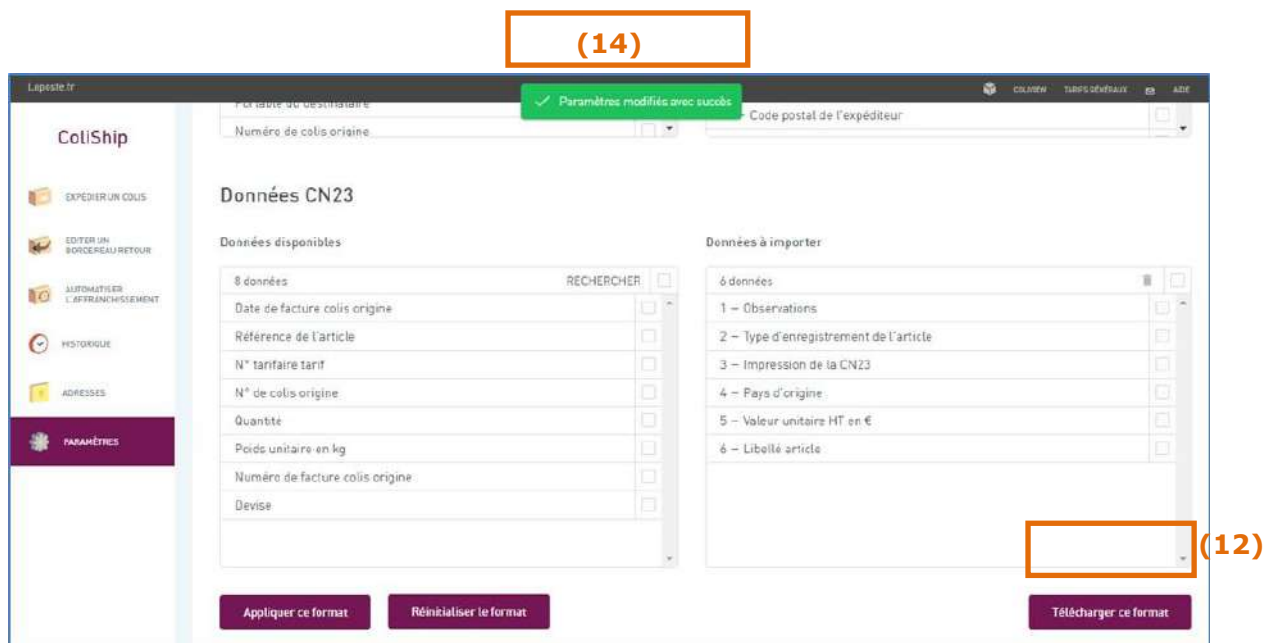 (14)
Laposte.fr
COLIVIEW TARIFS GÉNÉRAUX AIDE
Paramètres modifiés avec succès
Portable du destinataire
Code postal de l'expéditeur
Numéro de colis origine
ColiShip
EXPÉDIER UN COLIS
EDITER UN
BORDEREAU RETOUR
AUTOMATISER
L'AFFRANCHISSEMENT
HISTORIQUE
ADRESSES
PARAMÈTRES
Données CN23
Données disponibles
8 données RECHERCHER
Date de facture colis origine
Référence de l'article
N° tarifaire tarif
N° de colis origine
Quantité
Poids unitaire en kg
Numéro de facture colis origine
Devise
Données à importer
6 données
1 – Observations
2 – Type d'enregistrement de l'article
3 – Impression de la CN23
4 – Pays d'origine
5 – Valeur unitaire HT en €
6 – Libellé article
(12)
Appliquer ce format
Réinitialiser le format
Télécharger ce format